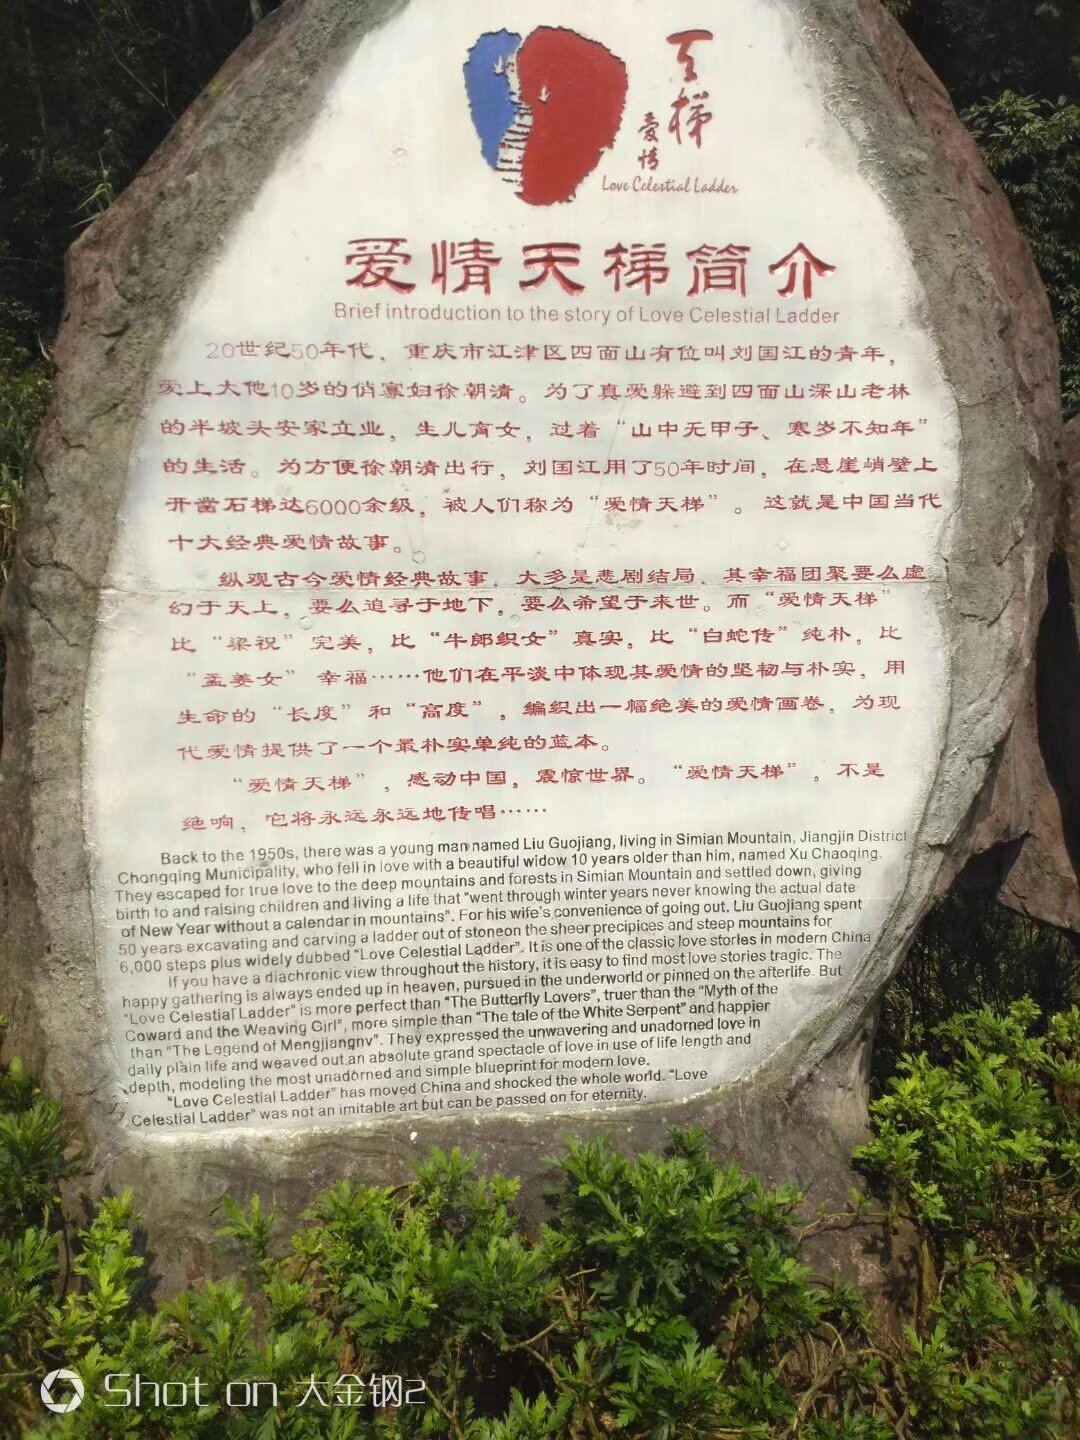 天梯
爱情
Love Celestial Ladder
爱情天梯简介
Brief introduction to the story of Love Celestial Ladder
20世纪50年代，重庆市江津区四面山有位叫刘国江的青年，
爱上大他10岁的俏寡妇徐朝清。为了真爱躲避到四面山深山老林
的半坡头安家立业，生儿育女，过着“山中无甲子、寒岁不知年”
的生活。为方便徐朝清出行，刘国江用了50年时间，在悬崖峭壁上
开凿石梯达6000余级，被人们称为“爱情天梯”。这就是中国当代
十大经典爱情故事。
纵观古今爱情经典故事，大多是悲剧结局，其幸福团聚要么虚
幻于天上，要么追寻于地下，要么希望于来世。而“爱情天梯”
比“梁祝”完美，比“牛郎织女”真实，比“白蛇传”纯朴，比
“孟姜女”幸福……他们在平淡中体现其爱情的坚韧与朴实，用
生命的“长度”和“高度”，编织出一幅绝美的爱情画卷，为现
代爱情提供了一个最朴实单纯的蓝本。
“爱情天梯”，感动中国，震惊世界。“爱情天梯”，不是
绝响，它将永远永远地传唱……
Back to the 1950s, there was a young man named Liu Guojiang, living in Simian Mountain, Jiangjin District
Chongqing Municipality, who fell in love with a beautiful widow 10 years older than him, named Xu Chaoqing.
They escaped for true love to the deep mountains and forests in Simian Mountain and settled down, giving
birth to and raising children and living a life that “went through winter years never knowing the actual date
of New Year without a calendar in mountains”. For his wife's convenience of going out, Liu Guojiang spent
50 years excavating and carving a ladder out of stoneon the sheer precipices and steep mountains for
6,000 steps plus widely dubbed “Love Celestial Ladder”. It is one of the classic love stories in modern China
If you have a diachronic view throughout the history, it is easy to find most love stories tragic. The
happy gathering is always ended up in heaven, pursued in the underworld or pinned on the afterlife. But
“Love Celestial Ladder” is more perfect than “The Butterfly Lovers”, truer than the “Myth of the
Coward and the Weaving Girl”, more simple than “The tale of the White Serpent” and happier
than “The Legend of Mengjiangnv”. They expressed the unwavering and unadorned love in
daily plain life and weaved out an absolute grand spectacle of love in use of life length and
depth, modeling the most unadorned and simple blueprint for modern love.
“Love Celestial Ladder” has moved China and shocked the whole world. “Love
Celestial Ladder” was not an imitable art but can be passed on for eternity.
Shot on 大金钢2